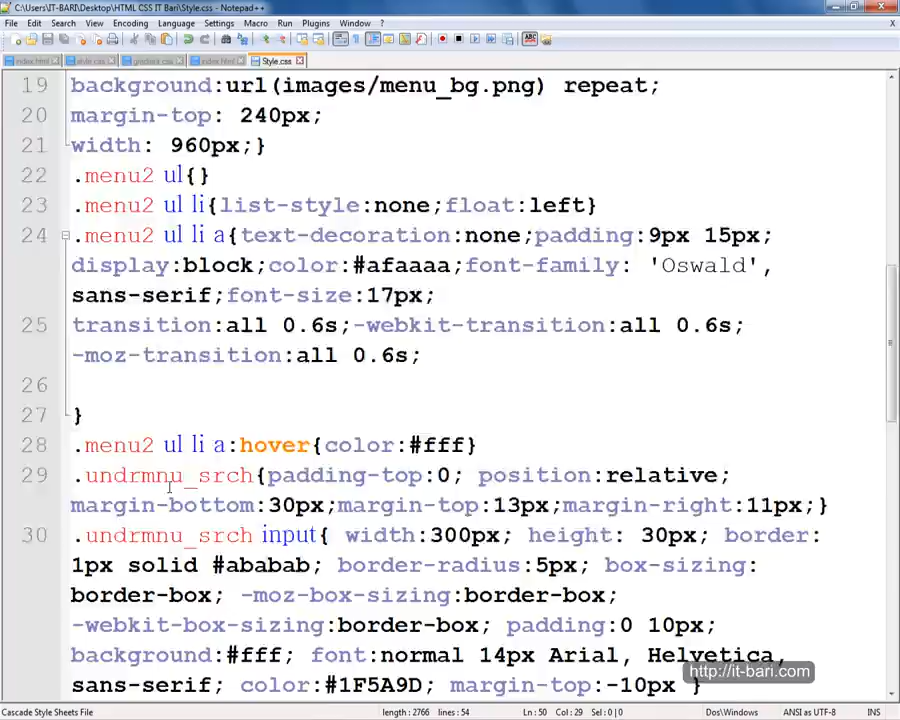 C:\Users\IT-BARI\Desktop\HTML CSS IT Bari\Style.css - Notepad++
File Edit Search View Encoding Language Settings Macro Run Plugins Window ?
X
index.html style.css gradient.css index.html Style.css
19 background:url(images/menu_bg.png) repeat;
20 margin-top: 240px;
21 width: 960px;}
22 .menu2 ul{}
23 .menu2 ul li{list-style:none;float:left}
24 .menu2 ul li a{text-decoration:none;padding:9px 15px;
display:block;color:#afaaaa;font-family: 'Oswald',
sans-serif;font-size:17px;
25 transition:all 0.6s;-webkit-transition:all 0.6s;
-moz-transition:all 0.6s;
26
27 }
28 .menu2 ul li a:hover{color:#fff}
29 .undrmnu_srch{padding-top:0; position:relative;
margin-bottom:30px;margin-top:13px;margin-right:11px;}
30 .undrmnu_srch input{ width:300px; height: 30px; border:
1px solid #ababab; border-radius:5px; box-sizing:
border-box; -moz-box-sizing:border-box;
-webkit-box-sizing:border-box; padding:0 10px;
background:#fff; font:normal 14px Arial, Helvetica,
sans-serif; color:#1F5A9D; margin-top:-10px }
http://it-bari.com
Cascade Style Sheets File length : 2766 lines : 54 Ln : 50 Col : 29 Sel : 0 | 0 Dos\Windows ANSI as UTF-8 INS